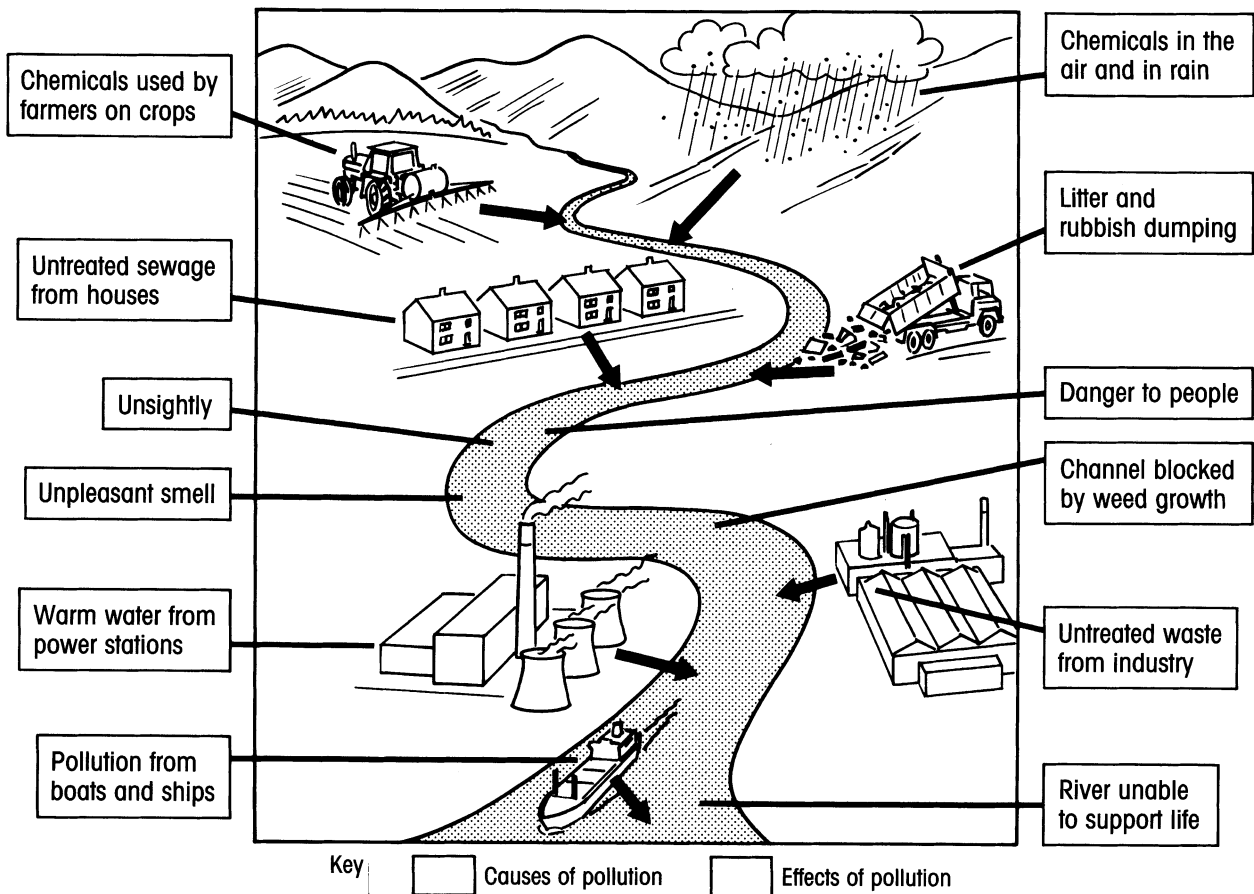 Chemicals used by
farmers on crops
Untreated sewage
from houses
Unsightly
Unpleasant smell
Warm water from
power stations
Pollution from
boats and ships
Chemicals in the
air and in rain
Litter and
rubbish dumping
Danger to people
Channel blocked
by weed growth
Untreated waste
from industry
River unable
to support life
Key
Causes of pollution
Effects of pollution